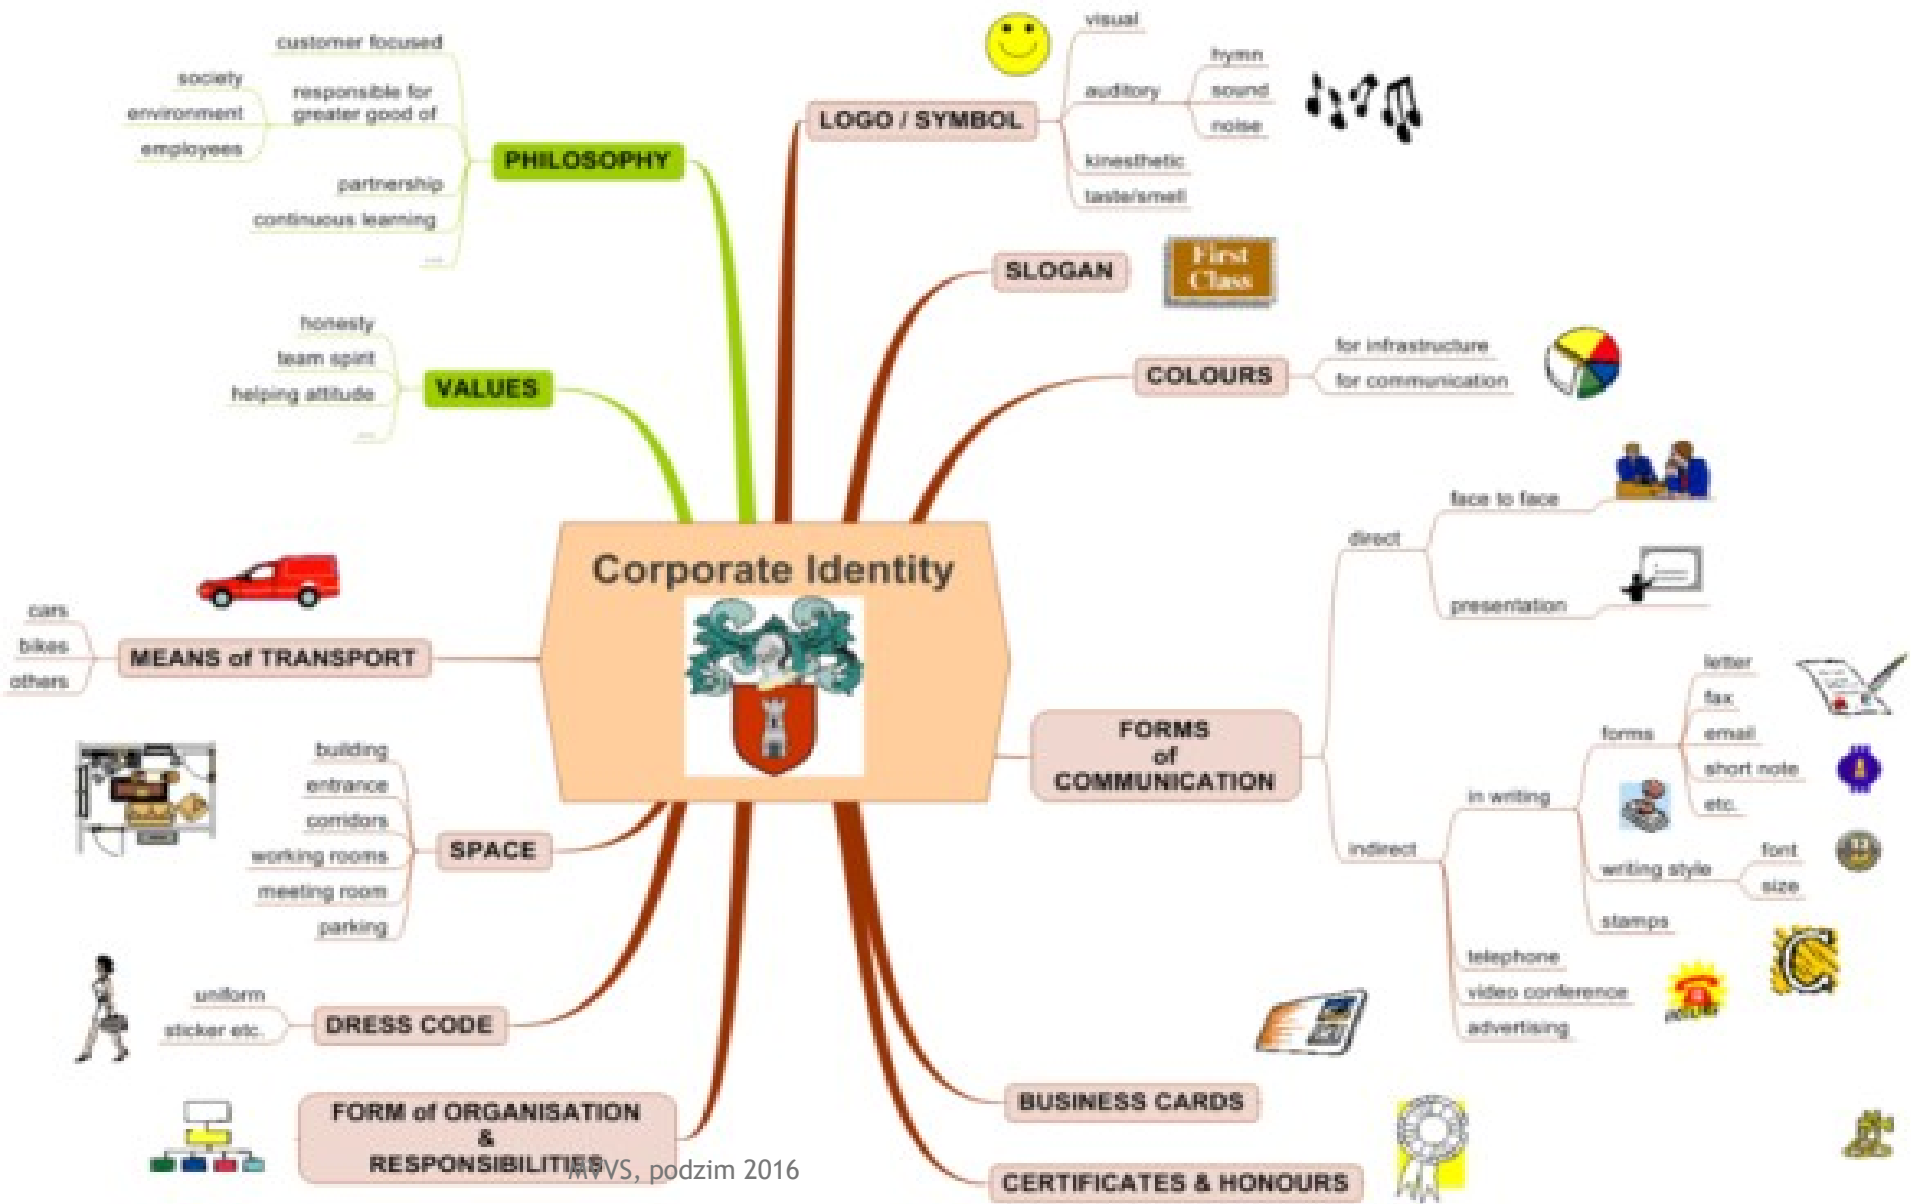 customer focused
society
responsible for
greater good of
environment
employees
PHILOSOPHY
partnership
continuous learning
...
honesty
team spirit
helping attitude
VALUES
...
cars
bikes
others
MEANS of TRANSPORT
building
entrance
corridors
working rooms
meeting room
parking
SPACE
uniform
sticker etc.
DRESS CODE
FORM of ORGANISATION
&
RESPONSIBILITIES
MVVS, podzim 2016
Corporate Identity
LOGO / SYMBOL
visual
auditory
hymn
sound
noise
kinesthetic
taste/smell
SLOGAN
First
Class
COLOURS
for infrastructure
for communication
FORMS
of
COMMUNICATION
direct
face to face
presentation
indirect
in writing
forms
letter
fax
email
short note
etc.
writing style
font
size
stamps
telephone
video conference
advertising
BUSINESS CARDS
CERTIFICATES & HONOURS